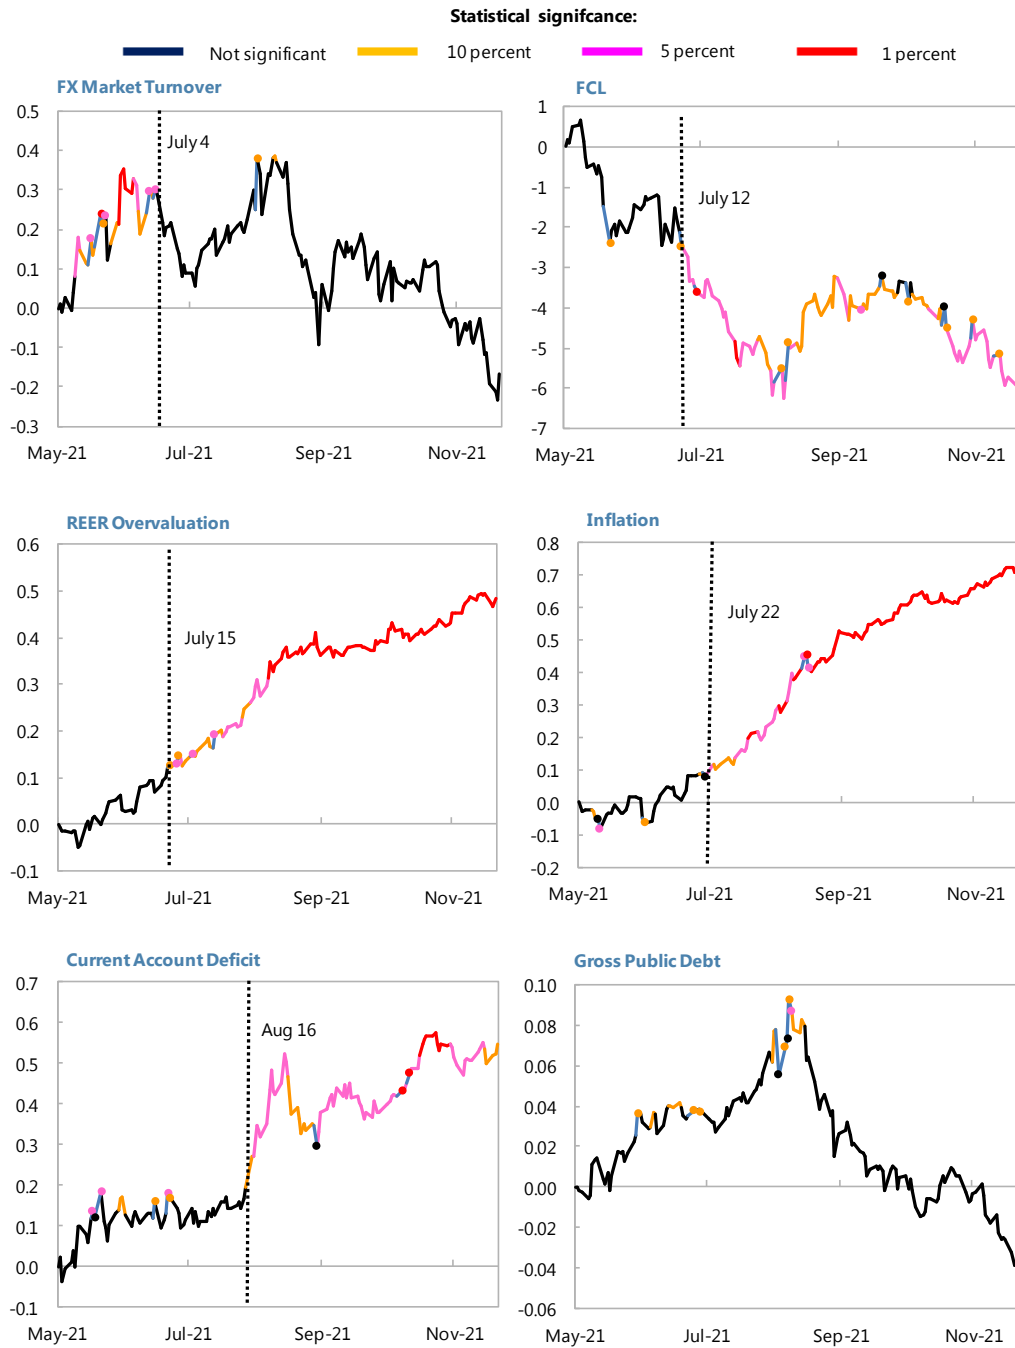 Statistical signifcance:
Not significant 10 percent 5 percent 1 percent
FX Market Turnover
0.5
0.4
0.3
0.2
0.1
0.0
-0.1
-0.2
-0.3
July 4
May-21 Jul-21 Sep-21 Nov-21
FCL
1
0
-1
-2
-3
-4
-5
-6
-7
July 12
May-21 Jul-21 Sep-21 Nov-21
REER Overvaluation
0.6
0.5
0.4
0.3
0.2
0.1
0.0
-0.1
July 15
May-21 Jul-21 Sep-21 Nov-21
Inflation
0.8
0.7
0.6
0.5
0.4
0.3
0.2
0.1
0.0
-0.1
-0.2
July 22
May-21 Jul-21 Sep-21 Nov-21
Current Account Deficit
0.7
0.6
0.5
0.4
0.3
0.2
0.1
0.0
-0.1
Aug 16
May-21 Jul-21 Sep-21 Nov-21
Gross Public Debt
0.10
0.08
0.06
0.04
0.02
0.00
-0.02
-0.04
-0.06
May-21 Jul-21 Sep-21 Nov-21